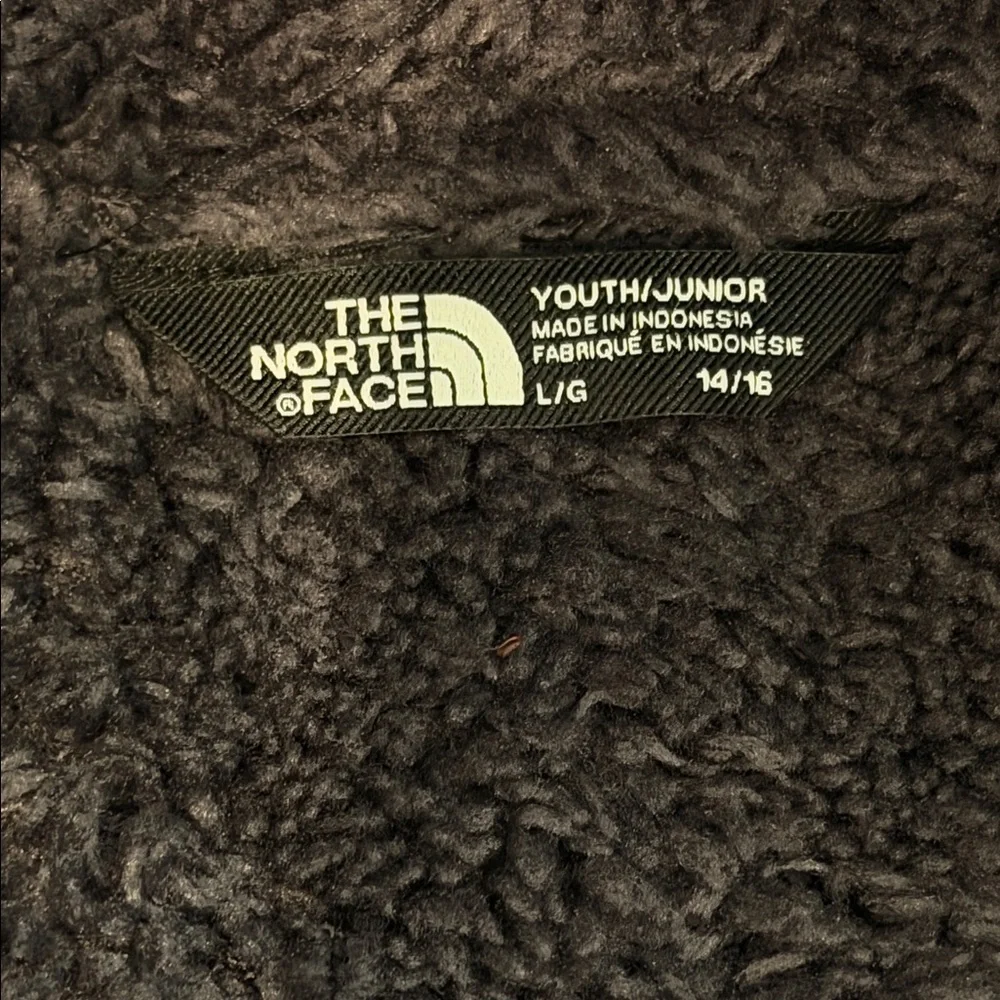 THE
NORTH
®FACE
YOUTH/JUNIOR
MADE IN INDONESIA
FABRIQUÉ EN INDONÉSIE
L/G 14/16